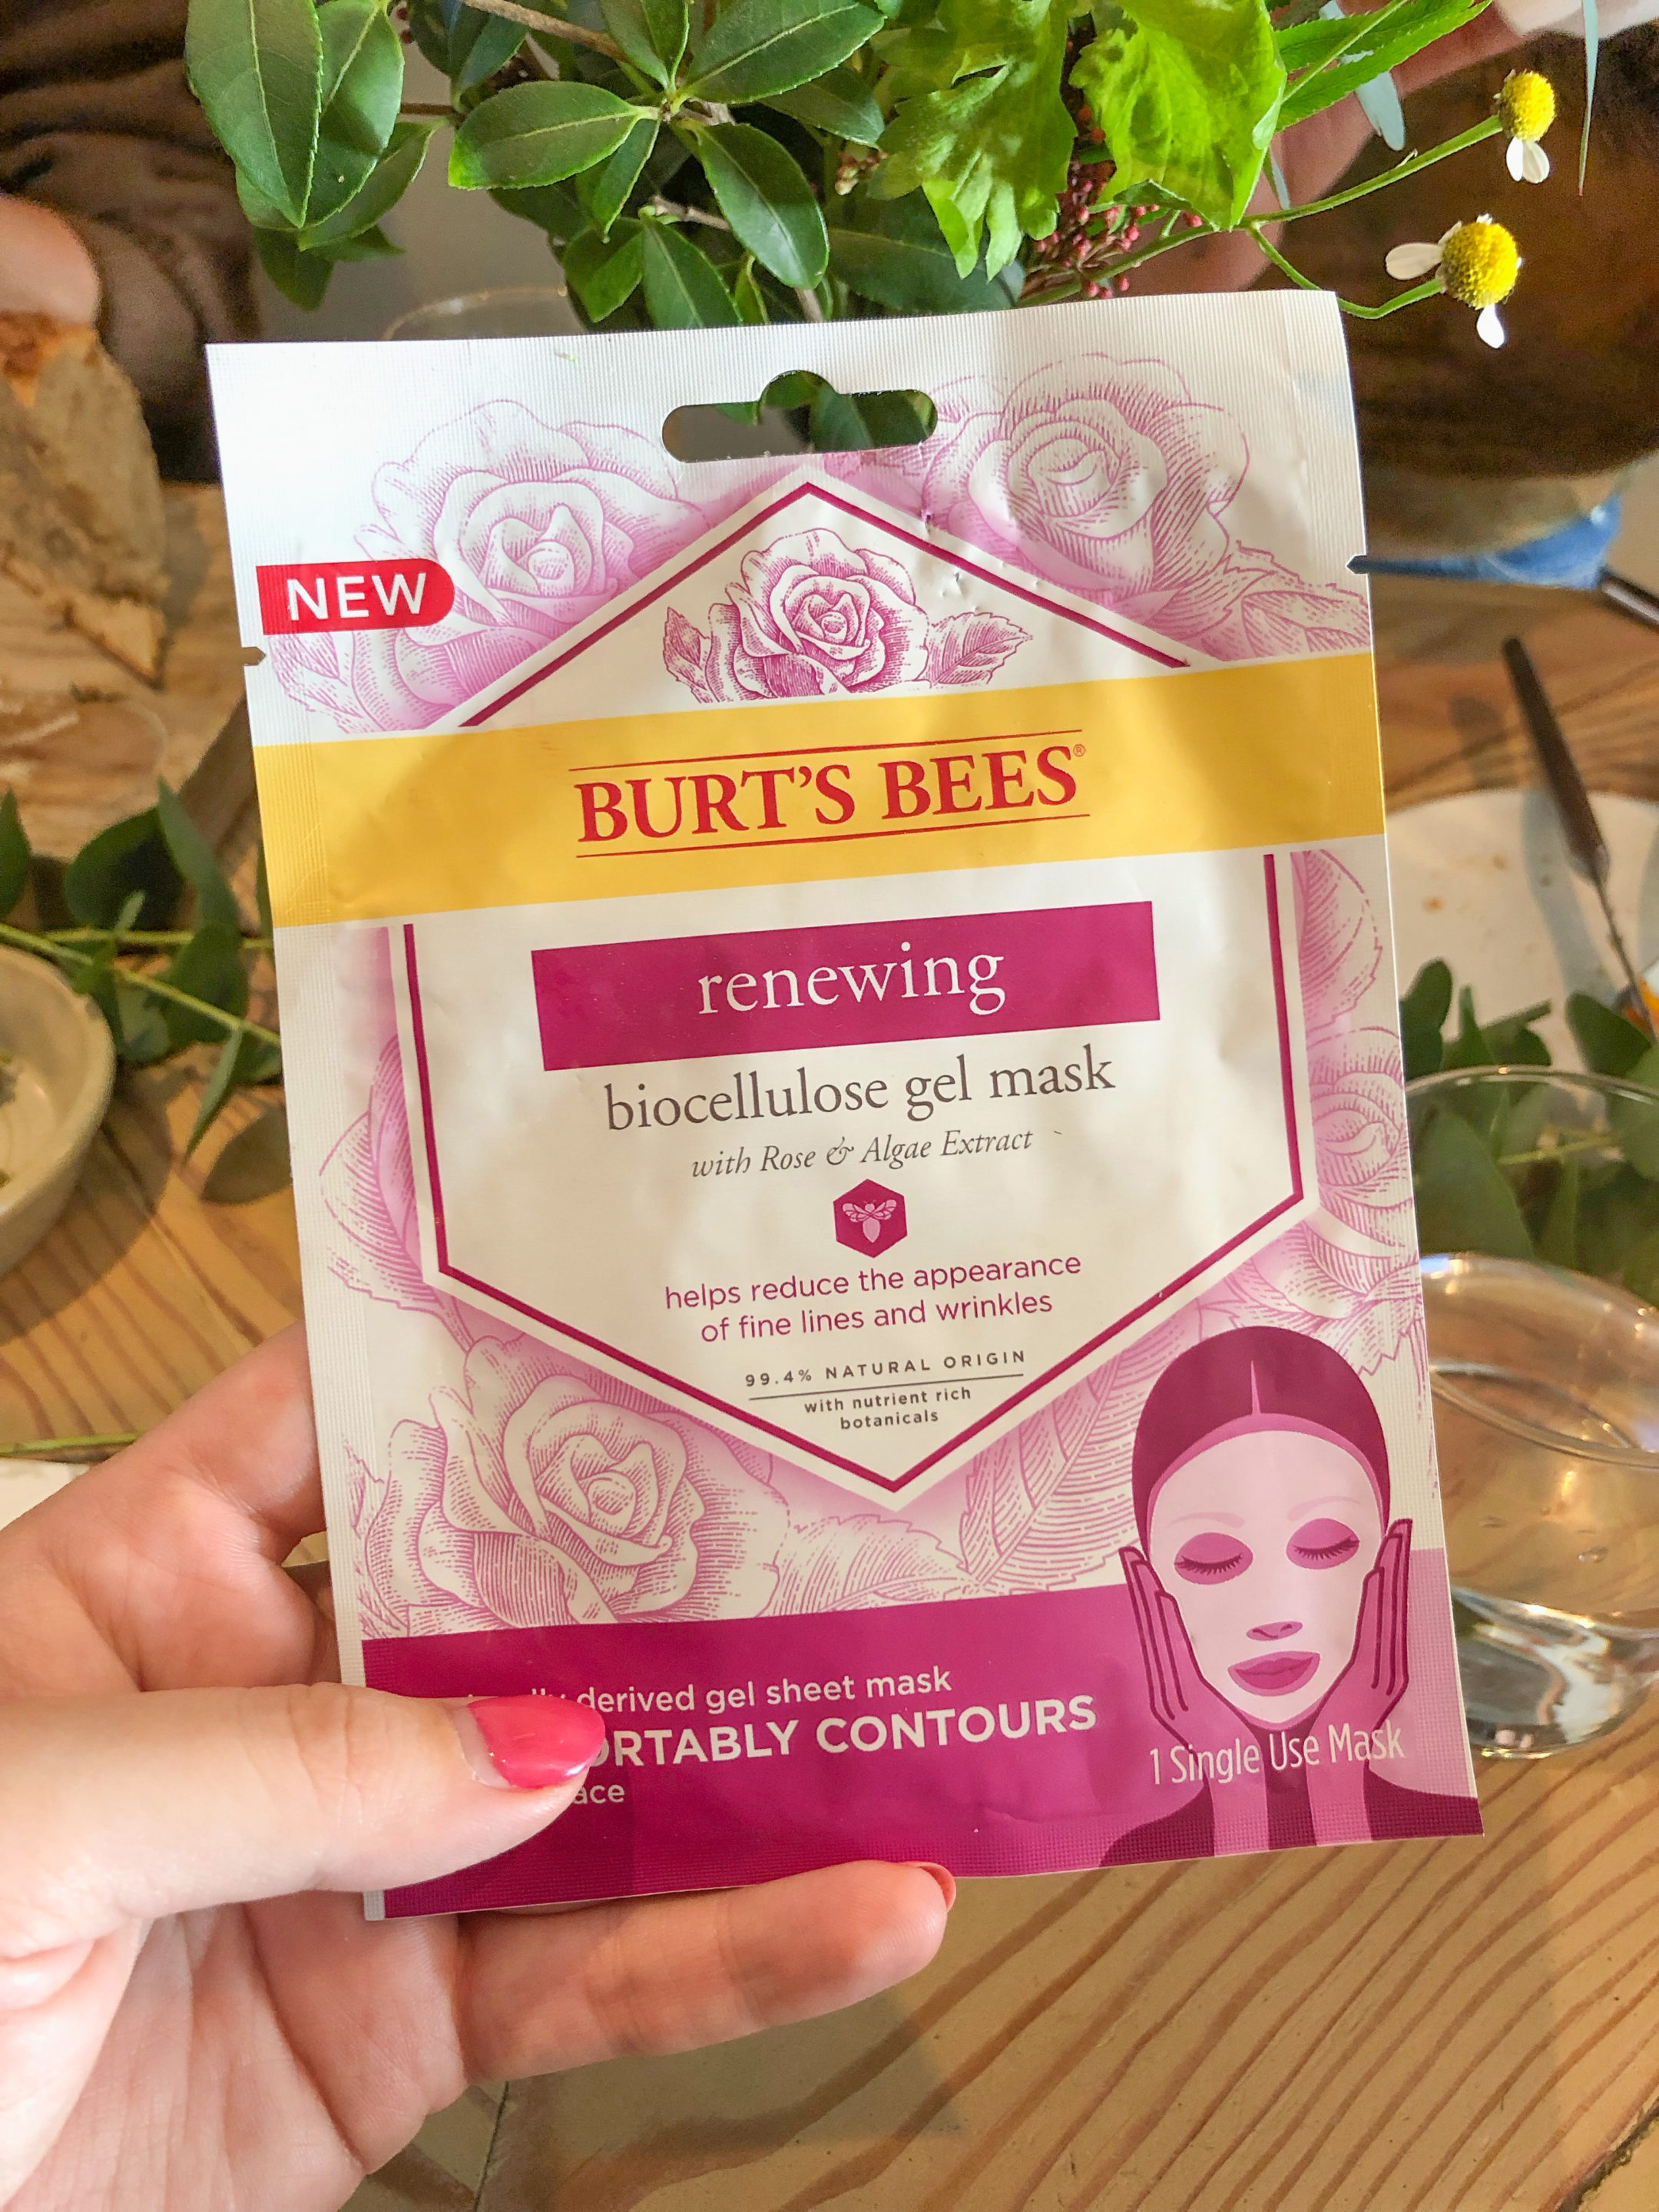 NEW
BURT'S BEES®
renewing
biocellulose gel mask
with Rose & Algae Extract
helps reduce the appearance
of fine lines and wrinkles
99.4% NATURAL ORIGIN
with nutrient rich
botanicals
derived gel sheet mask
CONTOURS
1 Single Use Mask